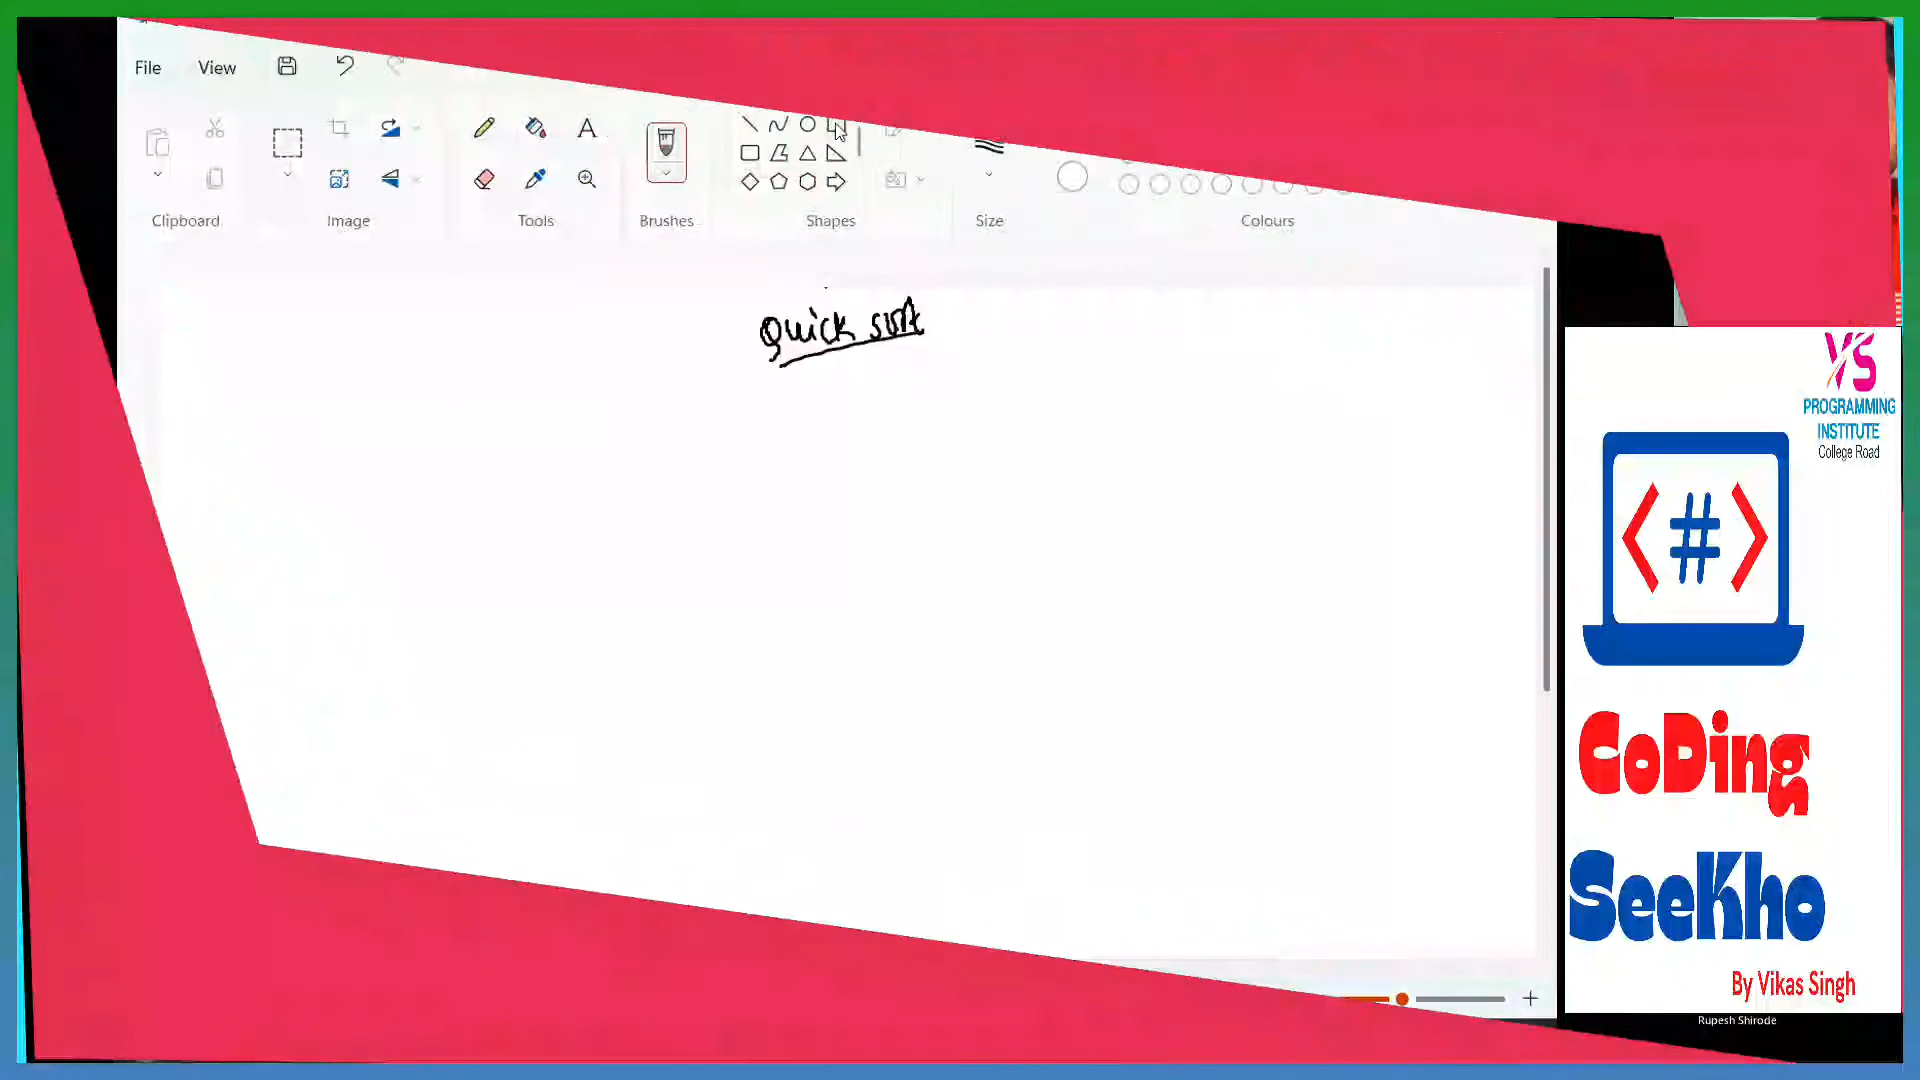 File View
Clipboard Image Tools Brushes Shapes Size Colours
Quick sort
VS
PROGRAMMING
INSTITUTE
College Road
<#>
CoDing
SeeKho
By Vikas Singh
Rupesh Shirode